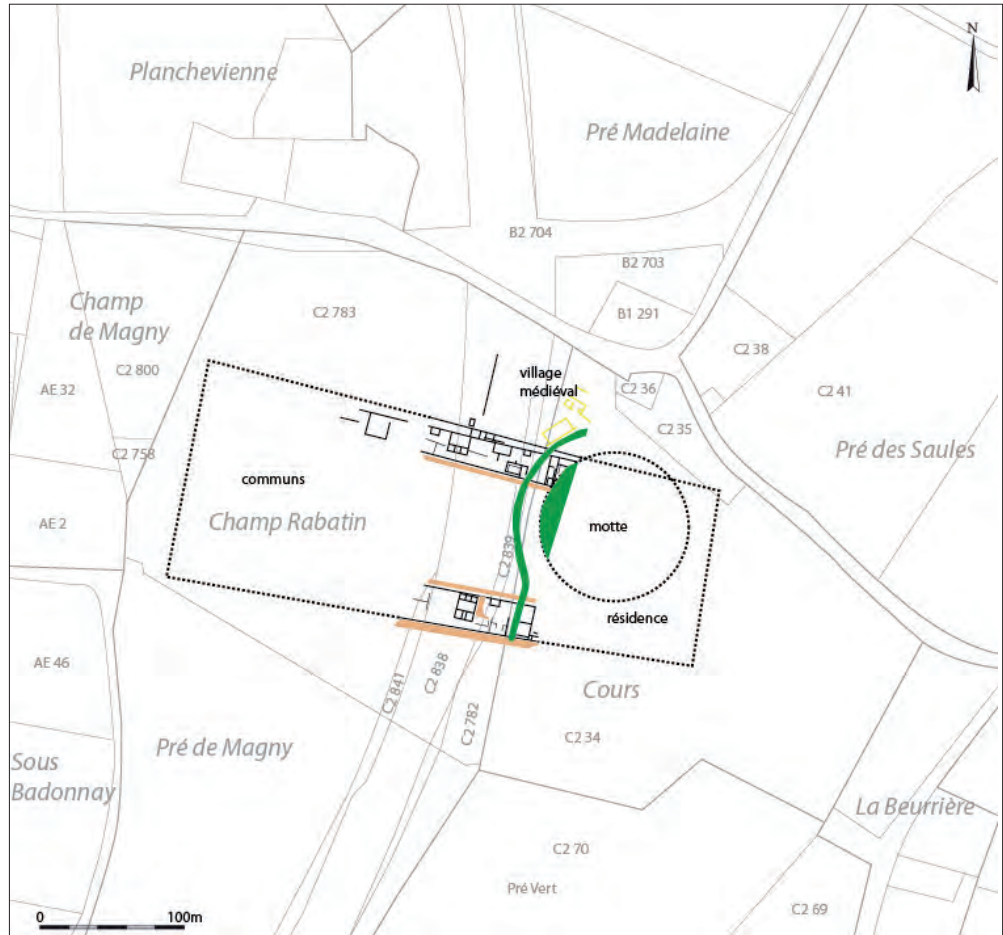 N
Planchevienne
Pré Madelaine
B2 704
B2 703
Champ
de Magny
C2 783
B1 291
C2 38
C2 800
AE 32
village
médiéval
C2 36
C2 41
C2 35
C2 758
Pré des Saules
communs
AE 2
Champ Rabatin
motte
C2 839
résidence
AE 46
C2 841
C2 838
C2 782
Cours
C2 34
Pré de Magny
Sous
Badonnay
La Beurrière
C2 70
Pré Vert
C2 69
0 100m